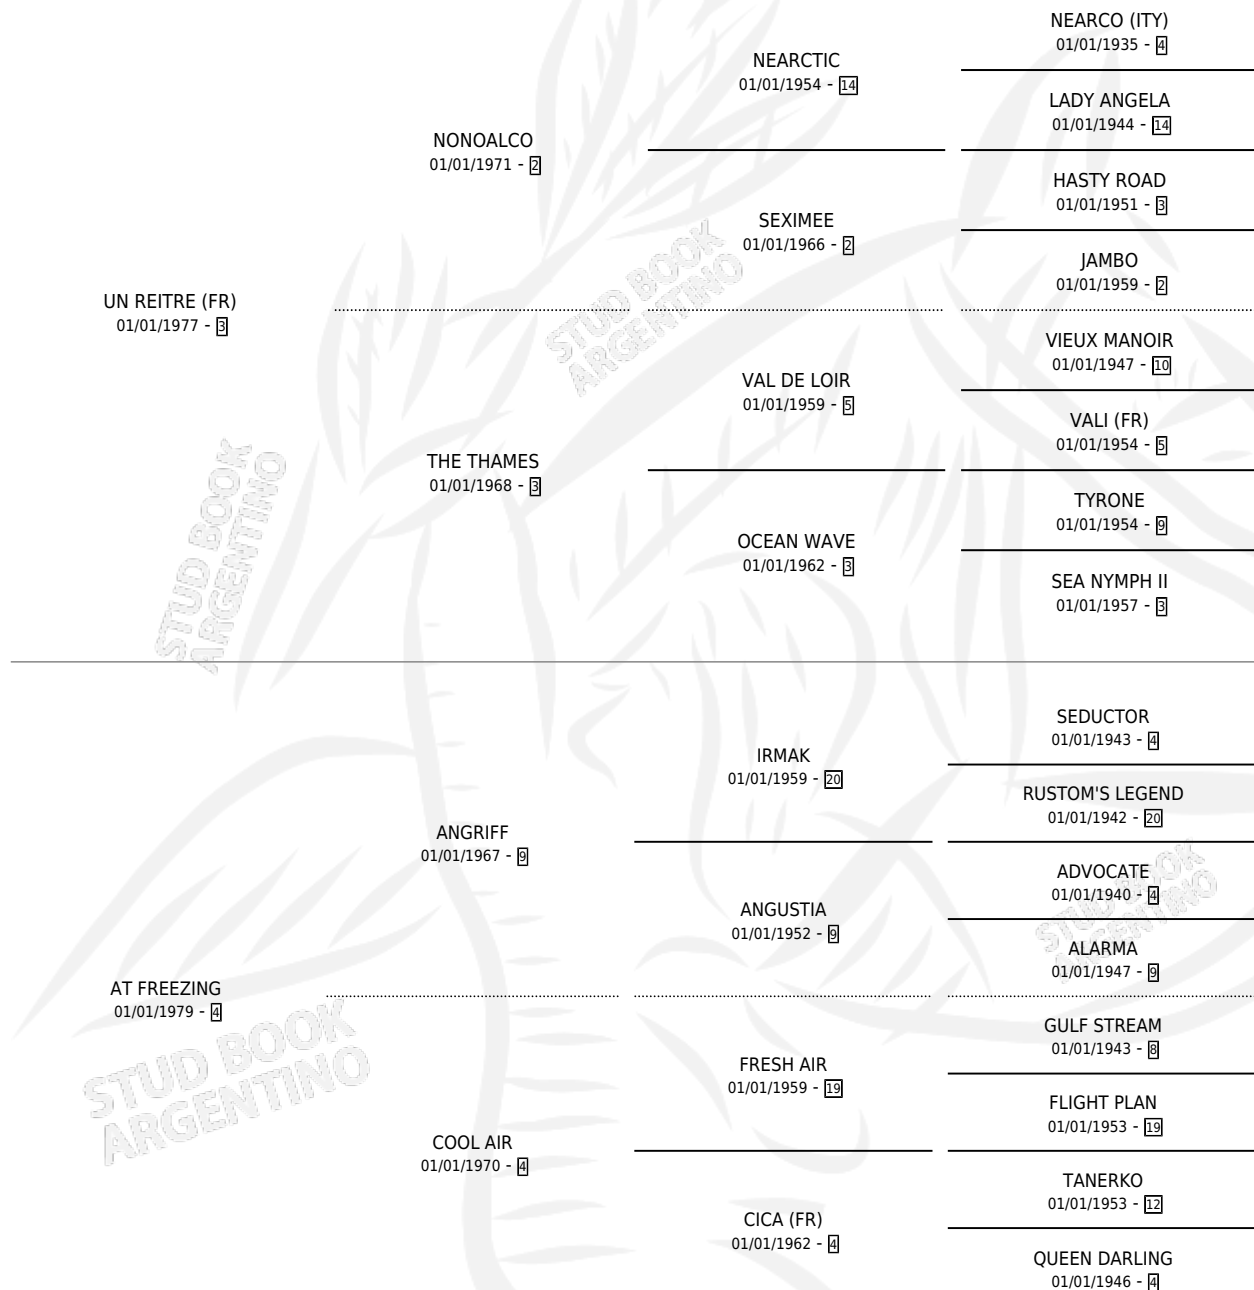 NEARCO (ITY)
01/01/1935 - 4
NEARCTIC
01/01/1954 - 14
LADY ANGELA
01/01/1944 - 14
NONOALCO
01/01/1971 - 2
HASTY ROAD
01/01/1951 - 3
SEXIMEE
01/01/1966 - 2
JAMBO
01/01/1959 - 2
UN REITRE (FR)
01/01/1977 - 3
STUD BOOK
ARGENTINO
VIEUX MANOIR
01/01/1947 - 10
VAL DE LOIR
01/01/1959 - 5
VALI (FR)
01/01/1954 - 5
THE THAMES
01/01/1968 - 3
TYRONE
01/01/1954 - 9
OCEAN WAVE
01/01/1962 - 3
SEA NYMPH II
01/01/1957 - 3
STUD BOOK
ARGENTINO
SEDUCTOR
01/01/1943 - 4
IRMAK
01/01/1959 - 20
RUSTOM'S LEGEND
01/01/1942 - 20
ANGRIFF
01/01/1967 - 9
ADVOCATE
01/01/1940 - 4
ANGUSTIA
01/01/1952 - 9
STUD BOOK
ARGENTINO
ALARMA
01/01/1947 - 9
AT FREEZING
01/01/1979 - 4
GULF STREAM
01/01/1943 - 8
FRESH AIR
01/01/1959 - 19
STUD BOOK
ARGENTINO
FLIGHT PLAN
01/01/1953 - 19
COOL AIR
01/01/1970 - 4
TANERKO
01/01/1953 - 12
CICA (FR)
01/01/1962 - 4
QUEEN DARLING
01/01/1946 - 4